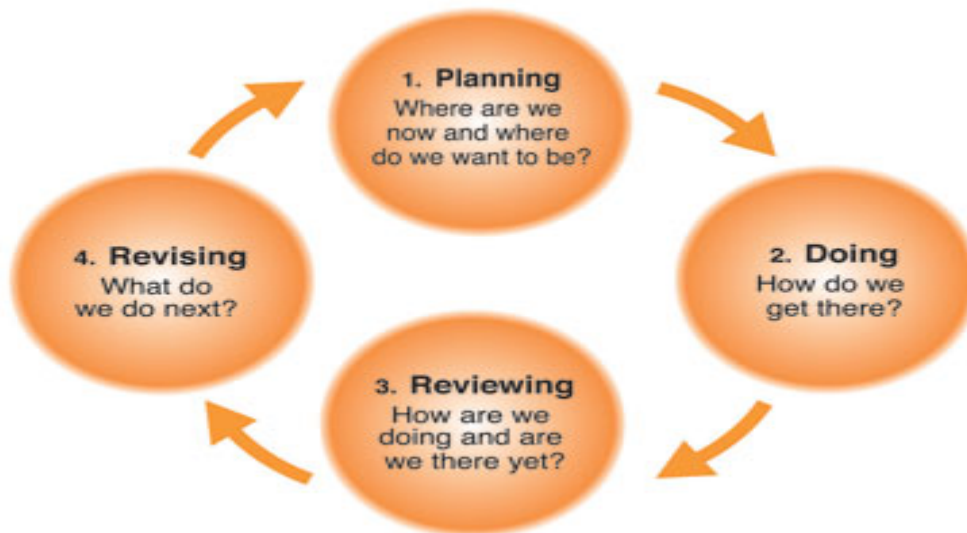 1. Planning
Where are we
now and where
do we want to be?
2. Doing
How do we
get there?
3. Reviewing
How are we
doing and are
we there yet?
4. Revising
What do
we do next?